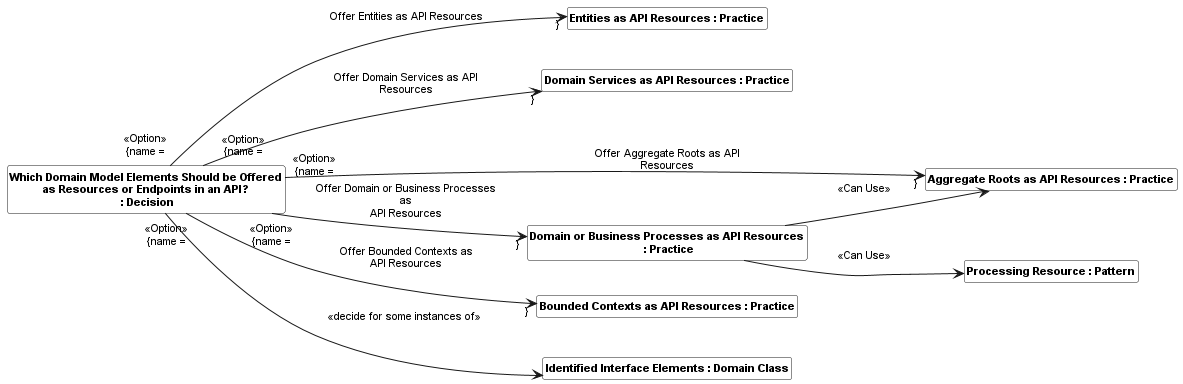 Offer Entities as API Resources
}
Entities as API Resources : Practice
Offer Domain Services as API
Resources
}
Domain Services as API Resources : Practice
«Option»
{name =
«Option»
{name =
«Option»
{name =
Offer Aggregate Roots as API
Resources
}
Aggregate Roots as API Resources : Practice
Which Domain Model Elements Should be Offered
as Resources or Endpoints in an API?
: Decision
Offer Domain or Business Processes
as
API Resources
}
«Can Use»
Domain or Business Processes as API Resources
: Practice
«Option»
{name =
«Option»
{name =
Offer Bounded Contexts as
API Resources
}
«Can Use»
Processing Resource : Pattern
Bounded Contexts as API Resources : Practice
«decide for some instances of»
Identified Interface Elements : Domain Class